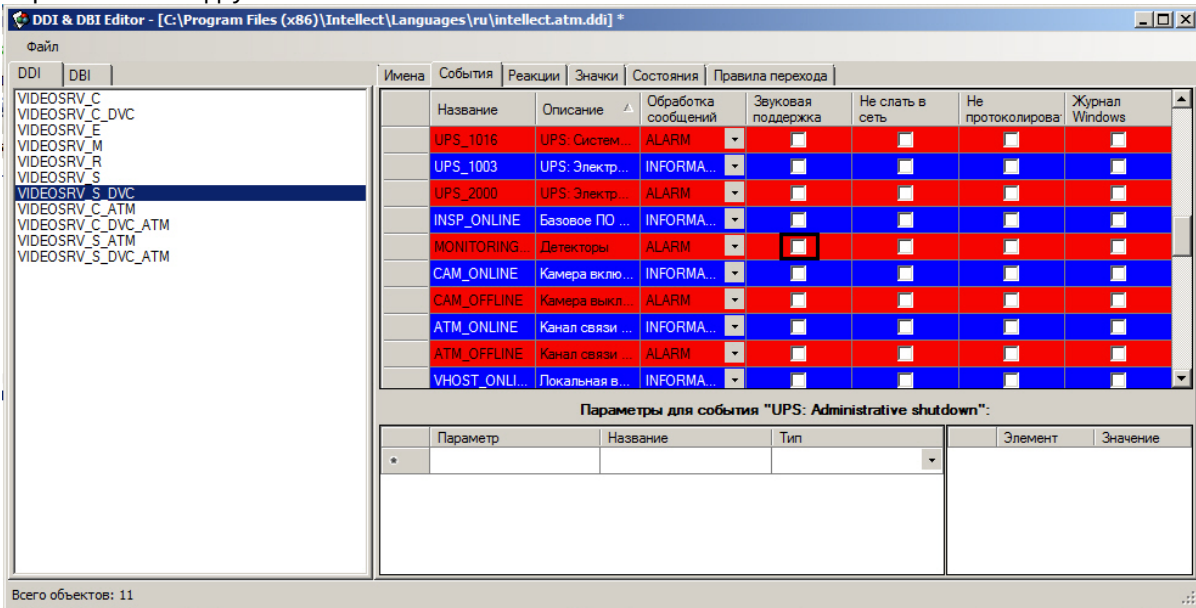 DDI & DBI Editor - [C:\Program Files (x86)\Intellect\Languages\ru\intellect.atm.ddi] *
Файл
DDI DBI
VIDEOSRV_C
VIDEOSRV_C_DVC
VIDEOSRV_E
VIDEOSRV_M
VIDEOSRV_R
VIDEOSRV_S
VIDEOSRV_S_DVC
VIDEOSRV_C_ATM
VIDEOSRV_C_DVC_ATM
VIDEOSRV_S_ATM
VIDEOSRV_S_DVC_ATM
Имена События Реакции Значки Состояния Правила перехода
Название Описание Обработка сообщений Звуковая поддержка Не слать в сеть Не протоколирова Журнал Windows
UPS_1016 UPS: Систем... ALARM
UPS_1003 UPS: Электр... INFORMA...
UPS_2000 UPS: Электр... ALARM
INSP_ONLINE Базовое ПО ... INFORMA...
MONITORING... Детекторы ALARM
CAM_ONLINE Камера вклю... INFORMA...
CAM_OFFLINE Камера выкл... ALARM
ATM_ONLINE Канал связи ... INFORMA...
ATM_OFFLINE Канал связи ... ALARM
VHOST_ONLI... Локальная в... INFORMA...
Параметры для события "UPS: Administrative shutdown":
Параметр Название Тип Элемент Значение
*
Всего объектов: 11